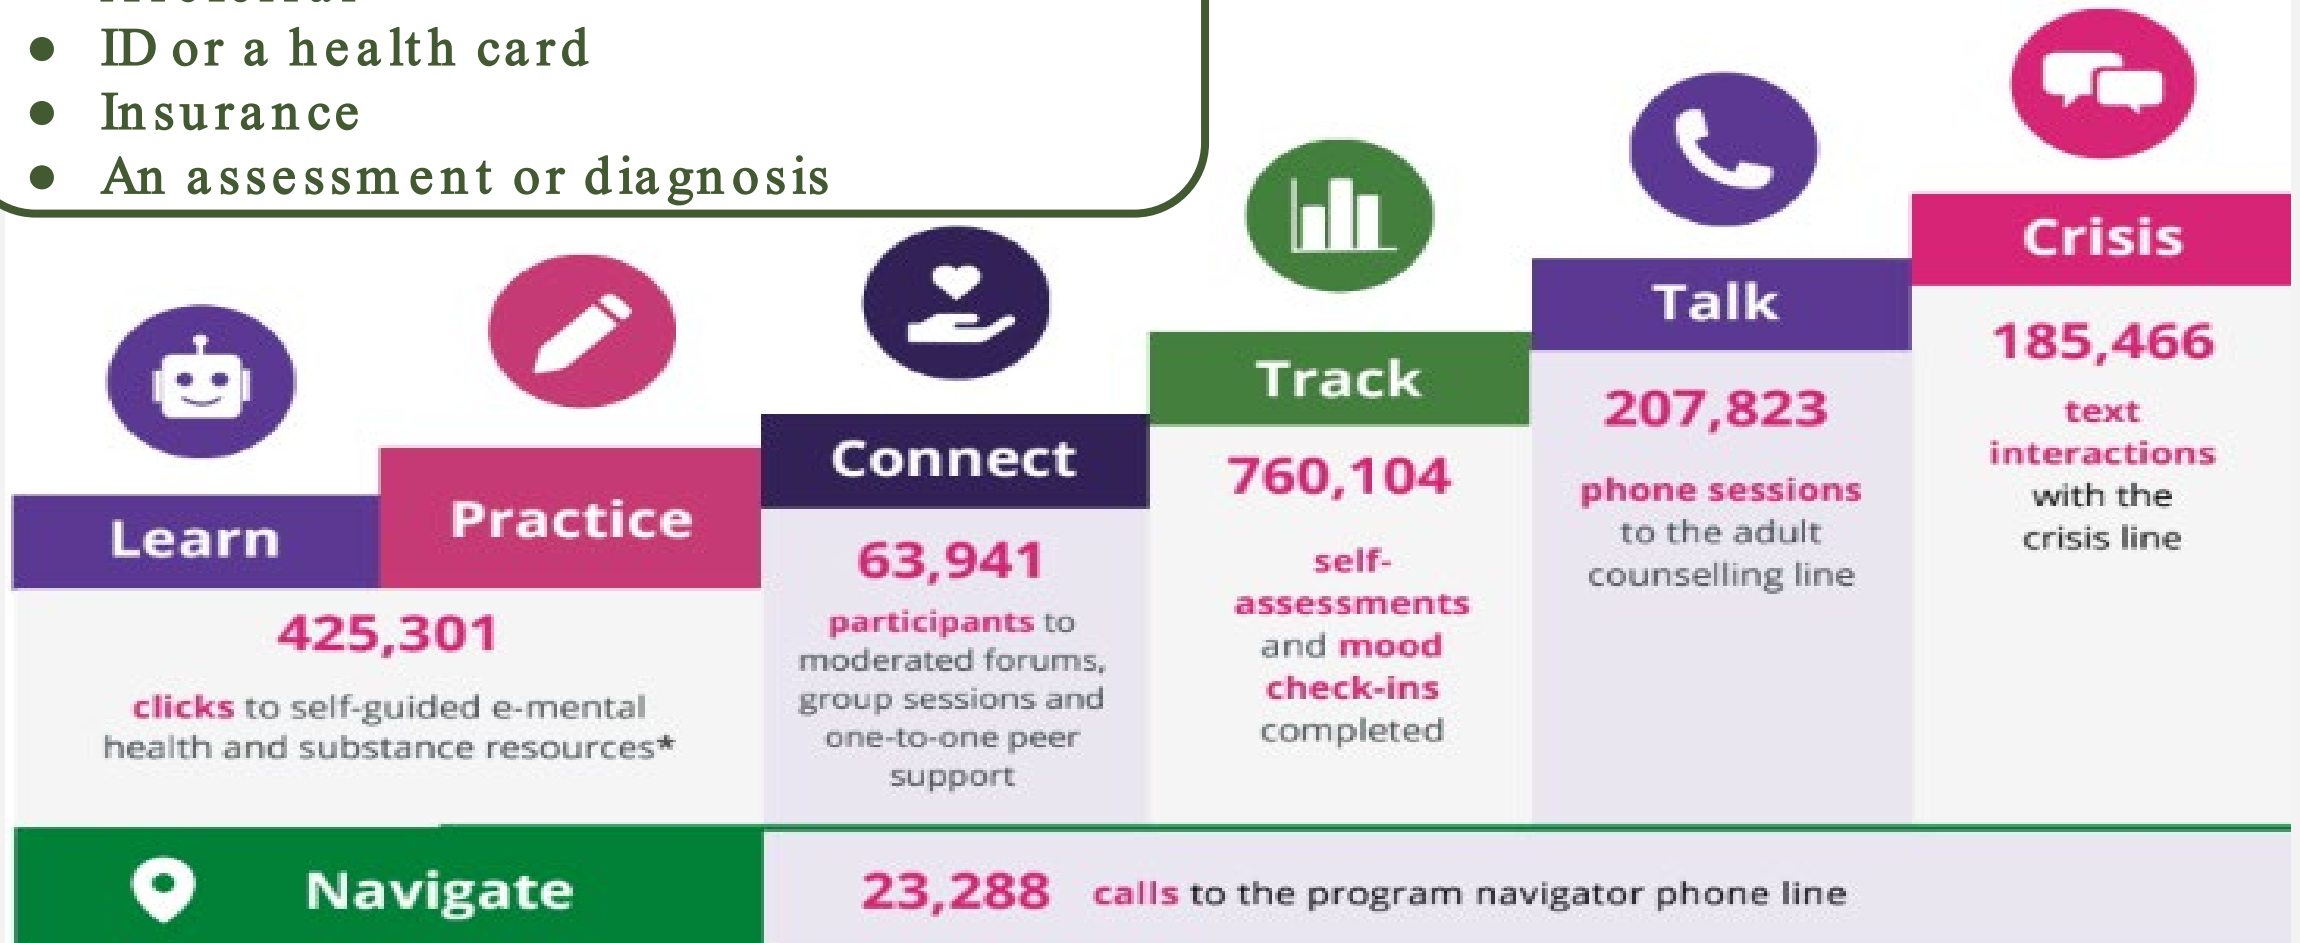 ● ID or a health card
● Insurance
● An assessment or diagnosis
Learn
Practice
425,301
clicks to self-guided e-mental
health and substance resources*
Connect
63,941
participants to
moderated forums,
group sessions and
one-to-one peer
support
Track
760,104
self-
assessments
and mood
check-ins
completed
Talk
207,823
phone sessions
to the adult
counselling line
Crisis
185,466
text
interactions
with the
crisis line
Navigate
23,288 calls to the program navigator phone line